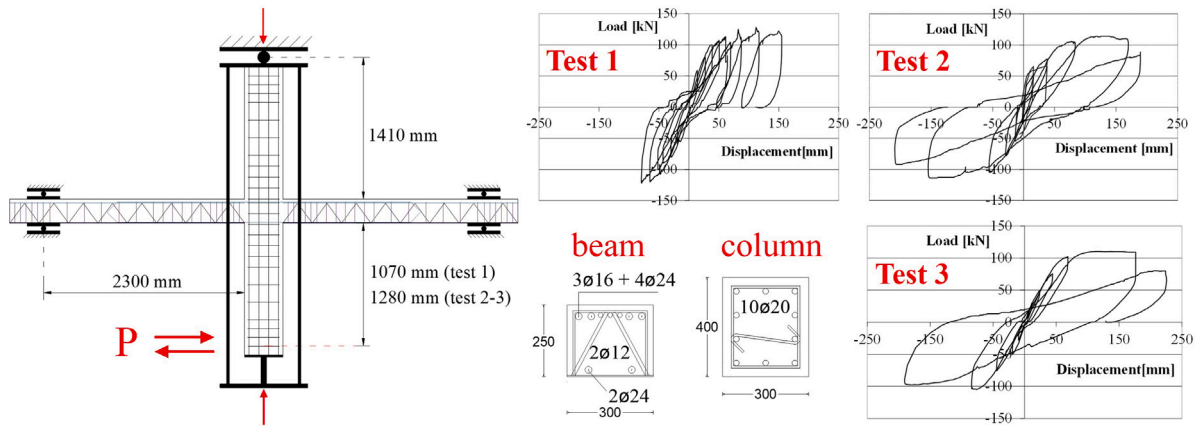 1410 mm
2300 mm
1070 mm (test 1)
1280 mm (test 2-3)
P
Test 1
Load [kN]
150
100
50
0
-50
-100
-150
-250
-150
-50
50
150
250
Displacement[mm]
Test 2
Load [kN]
150
100
50
0
-50
-100
-150
-250
-150
-50
50
150
250
Displacement [mm]
beam
3ø16 + 4ø24
250
2ø12
2ø24
300
column
400
10ø20
300
Test 3
Load [kN]
150
100
50
0
-50
-100
-150
-250
-150
-50
50
150
250
Displacement[mm]